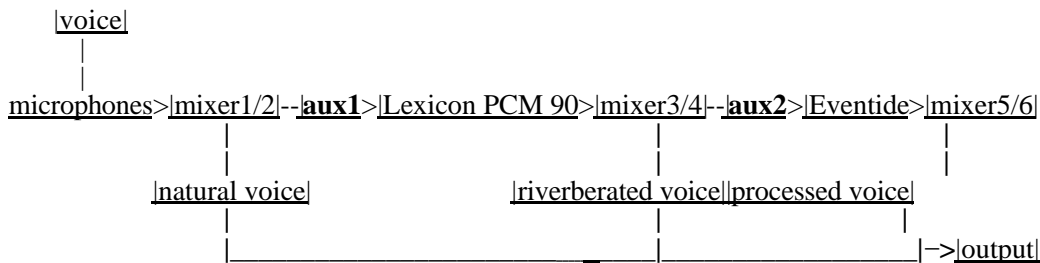 |voice|
microphones>|mixer1/2|--|aux1>|Lexicon PCM 90>|mixer3/4|--|aux2>|Eventide>|mixer5/6|
|natural voice| |riverberated voice||processed voice|
|->|output|